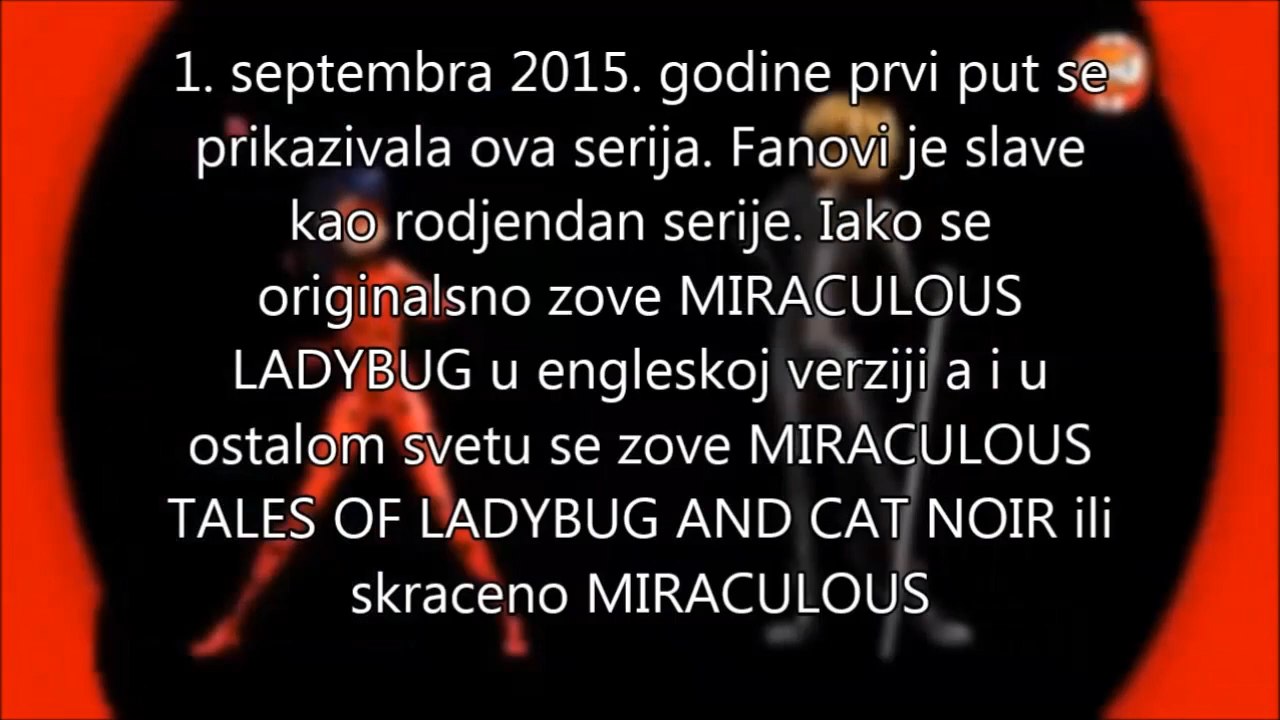 1. septembra 2015. godine prvi put se
prikazivala ova serija. Fanovi je slave
kao rodjendan serije. Iako se
originalsno zove MIRACULOUS
LADYBUG u engleskoj verziji a i u
ostalom svetu se zove MIRACULOUS
TALES OF LADYBUG AND CAT NOIR ili
skraceno MIRACULOUS